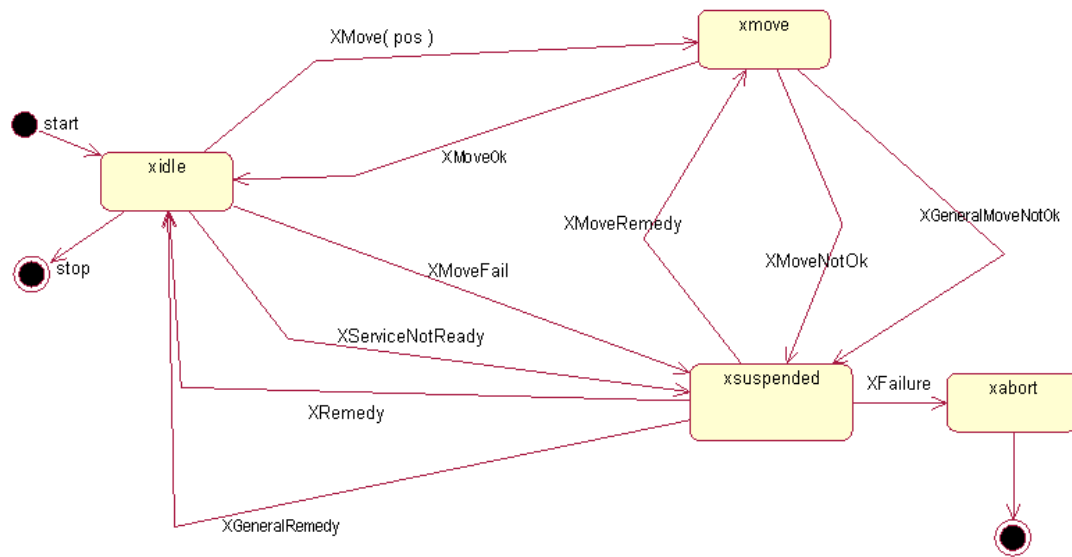 xmove
XMove( pos )
start
XMoveOk
xidle
XGeneralMoveNotOk
XMoveRemedy
XMoveNotOk
stop
XMoveFail
XServiceNotReady
xsuspended
XFailure
xabort
XRemedy
XGeneralRemedy